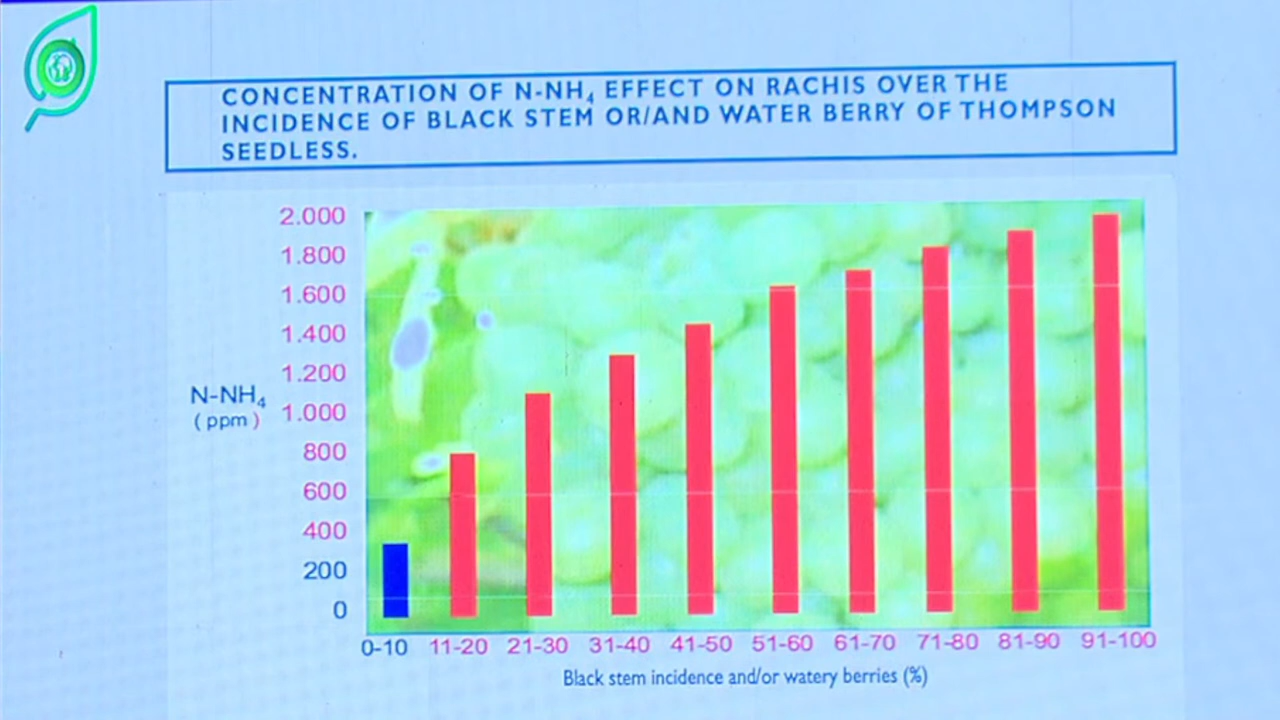 CONCENTRATION OF N-NH₄ EFFECT ON RACHIS OVER THE
INCIDENCE OF BLACK STEM OR/AND WATER BERRY OF THOMPSON
SEEDLESS.
2.000
1.800
1.600
1.400
1.200
N-NH₄
(ppm)
1.000
800
600
400
200
0
0-10 11-20 21-30 31-40 41-50 51-60 61-70 71-80 81-90 91-100
Black stem incidence and/or watery berries (%)